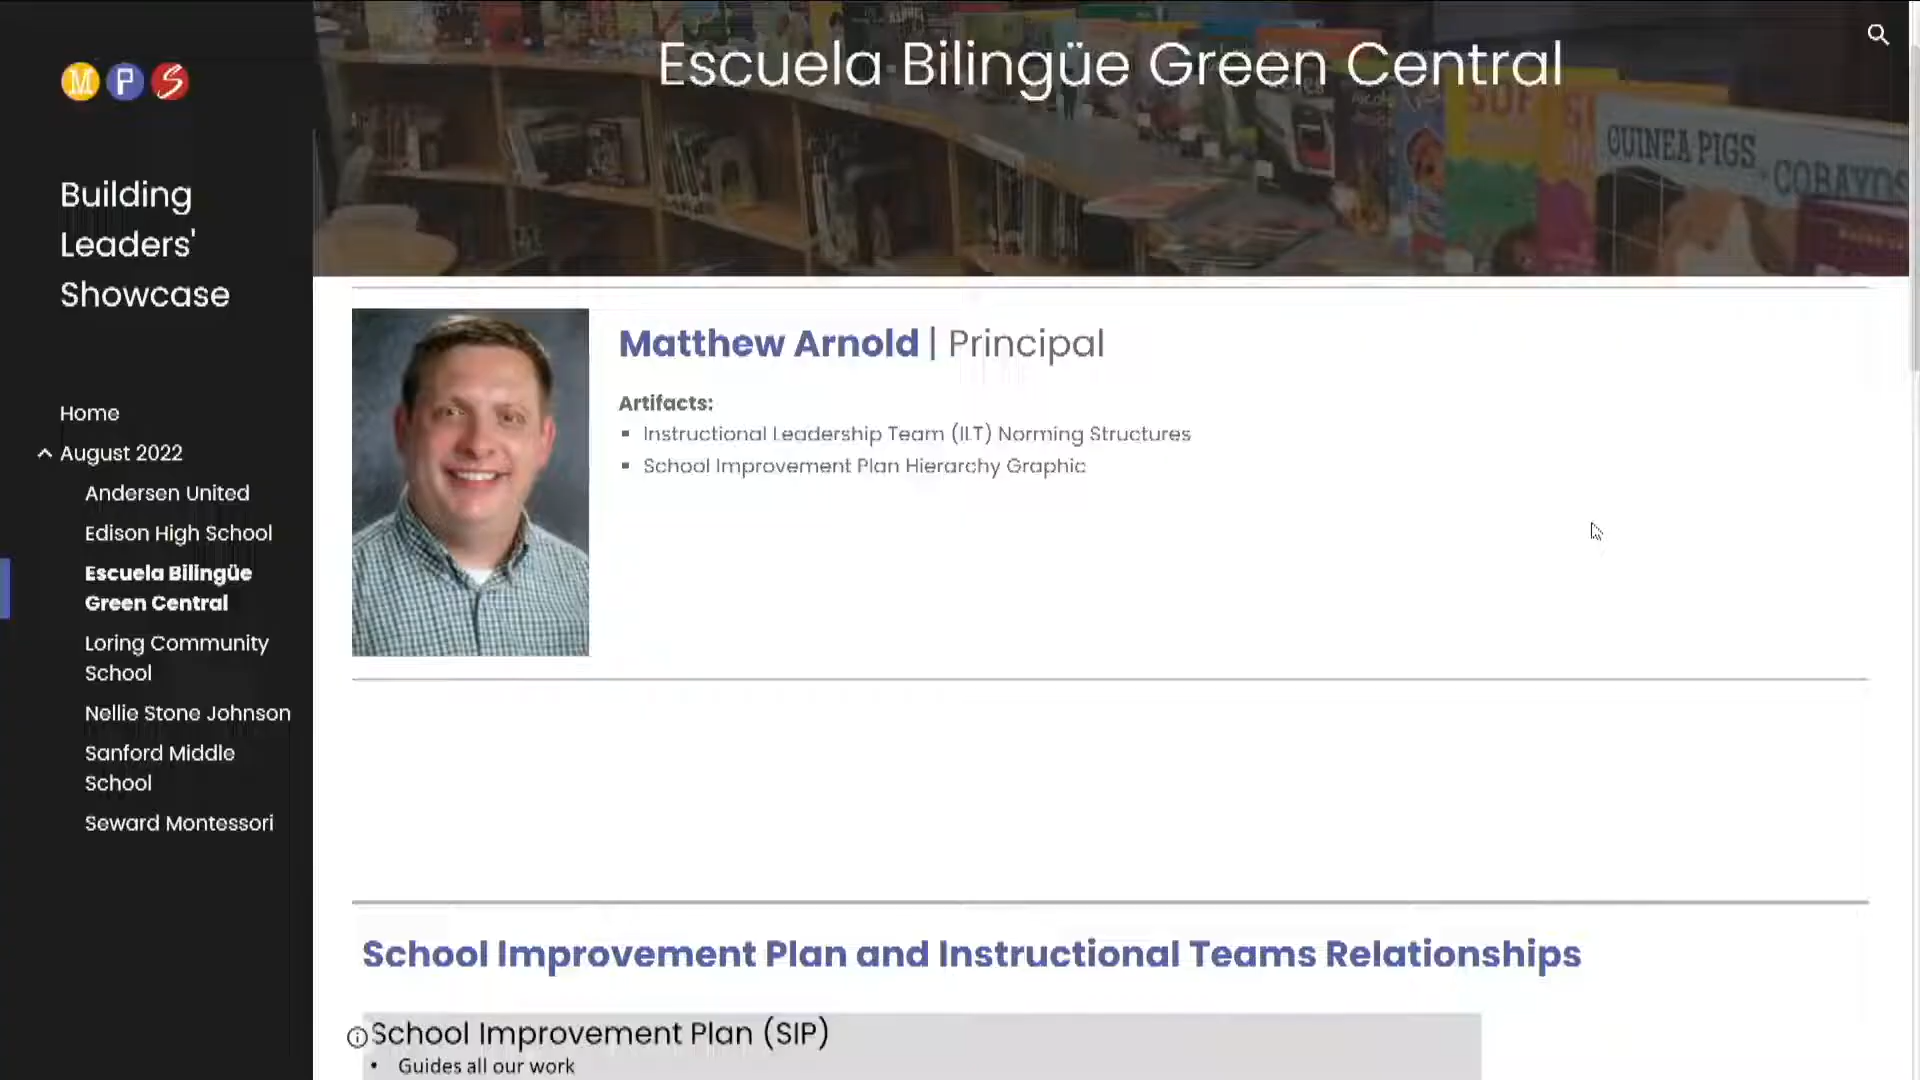 MPS
Building
Leaders'
Showcase
Home
August 2022
Andersen United
Edison High School
Escuela Bilingüe
Green Central
Loring Community
School
Nellie Stone Johnson
Sanford Middle
School
Seward Montessori
Escuela Bilingüe Green Central
GUINEA PIGS
COBAYOS
Matthew Arnold | Principal
Artifacts:
▪ Instructional Leadership Team (ILT) Norming Structures
▪ School Improvement Plan Hierarchy Graphic
School Improvement Plan and Instructional Teams Relationships
School Improvement Plan (SIP)
• Guides all our work